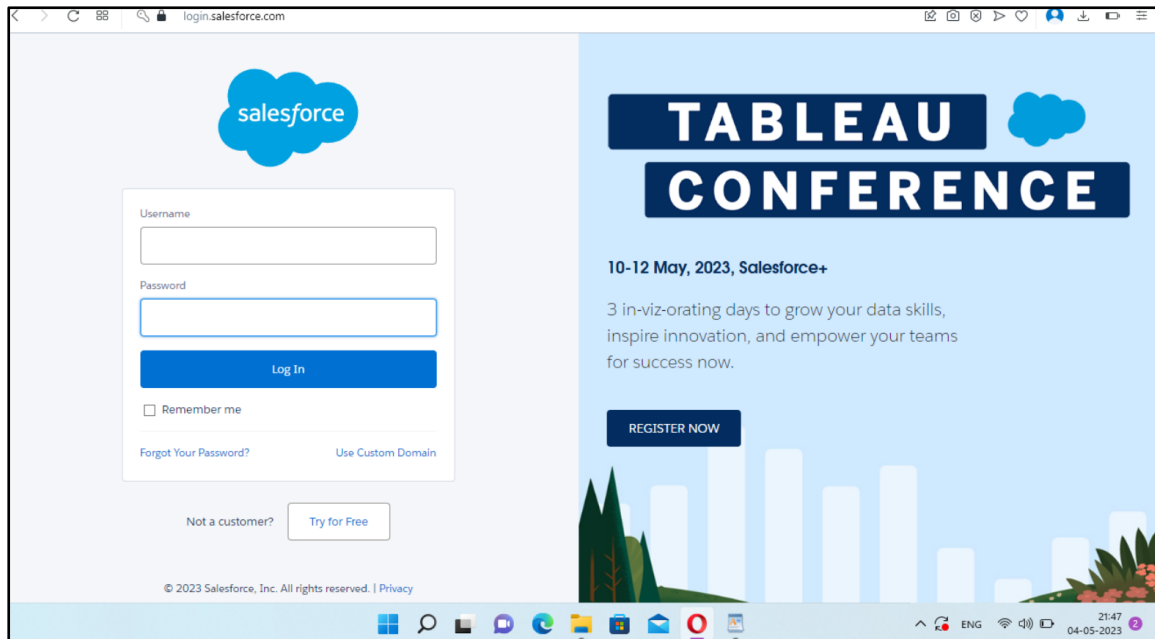 login.salesforce.com
salesforce
Username
Password
Log In
Remember me
Forgot Your Password? Use Custom Domain
Not a customer? Try for Free
© 2023 Salesforce, Inc. All rights reserved. | Privacy
TABLEAU
CONFERENCE
10-12 May, 2023, Salesforce+
3 in-viz-orating days to grow your data skills,
inspire innovation, and empower your teams
for success now.
REGISTER NOW
ENG
21:47
04-05-2023
2